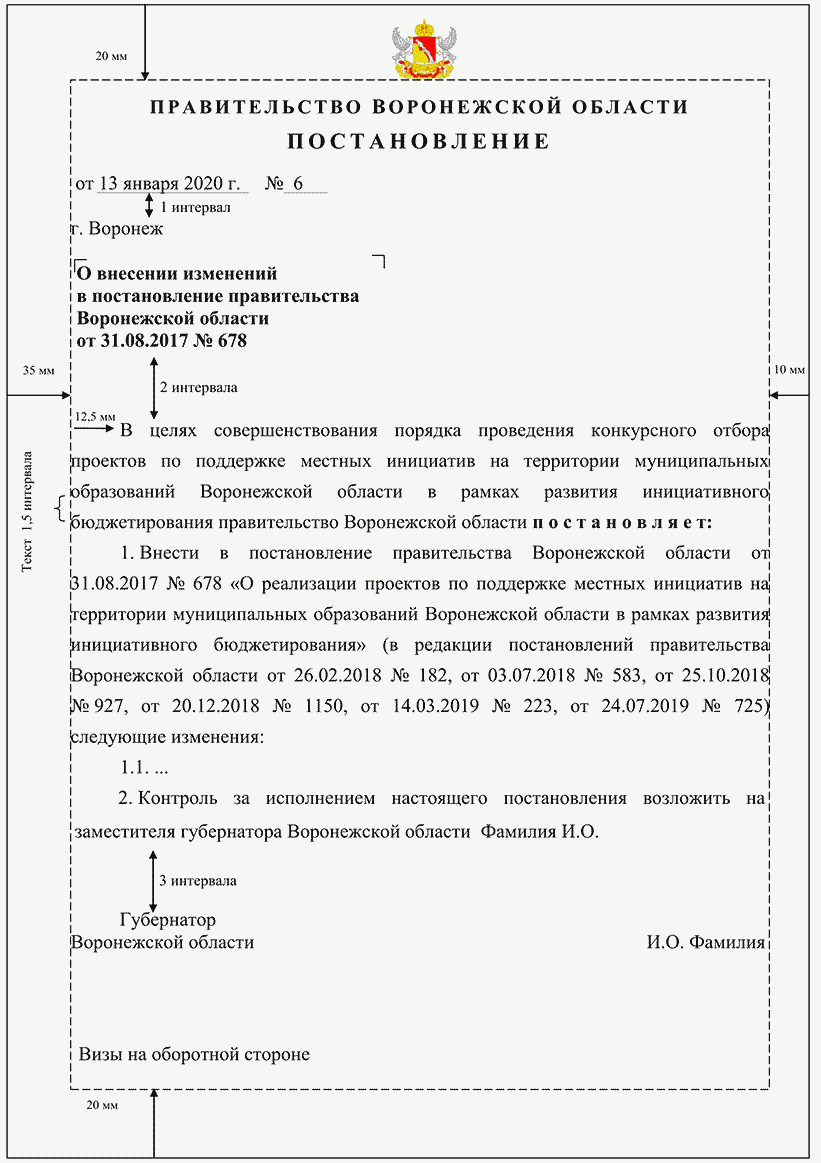 20 мм
ПРАВИТЕЛЬСТВО ВОРОНЕЖСКОЙ ОБЛАСТИ
ПОСТАНОВЛЕНИЕ
от 13 января 2020 г. № 6
1 интервал
г. Воронеж
О внесении изменений
в постановление правительства
Воронежской области
от 31.08.2017 № 678
35 мм
10 мм
2 интервала
12,5 мм
В целях совершенствования порядка проведения конкурсного отбора
проектов по поддержке местных инициатив на территории муниципальных
образований Воронежской области в рамках развития инициативного
бюджетирования правительство Воронежской области п о с т а н о в л я е т:
Текст 1,5 интервала
1. Внести в постановление правительства Воронежской области от
31.08.2017 № 678 «О реализации проектов по поддержке местных инициатив на
территории муниципальных образований Воронежской области в рамках развития
инициативного бюджетирования» (в редакции постановлений правительства
Воронежской области от 26.02.2018 № 182, от 03.07.2018 № 583, от 25.10.2018
№ 927, от 20.12.2018 № 1150, от 14.03.2019 № 223, от 24.07.2019 № 725)
следующие изменения:
1.1. ...
2. Контроль за исполнением настоящего постановления возложить на
заместителя губернатора Воронежской области Фамилия И.О.
3 интервала
Губернатор
Воронежской области И.О. Фамилия
Визы на оборотной стороне
20 мм